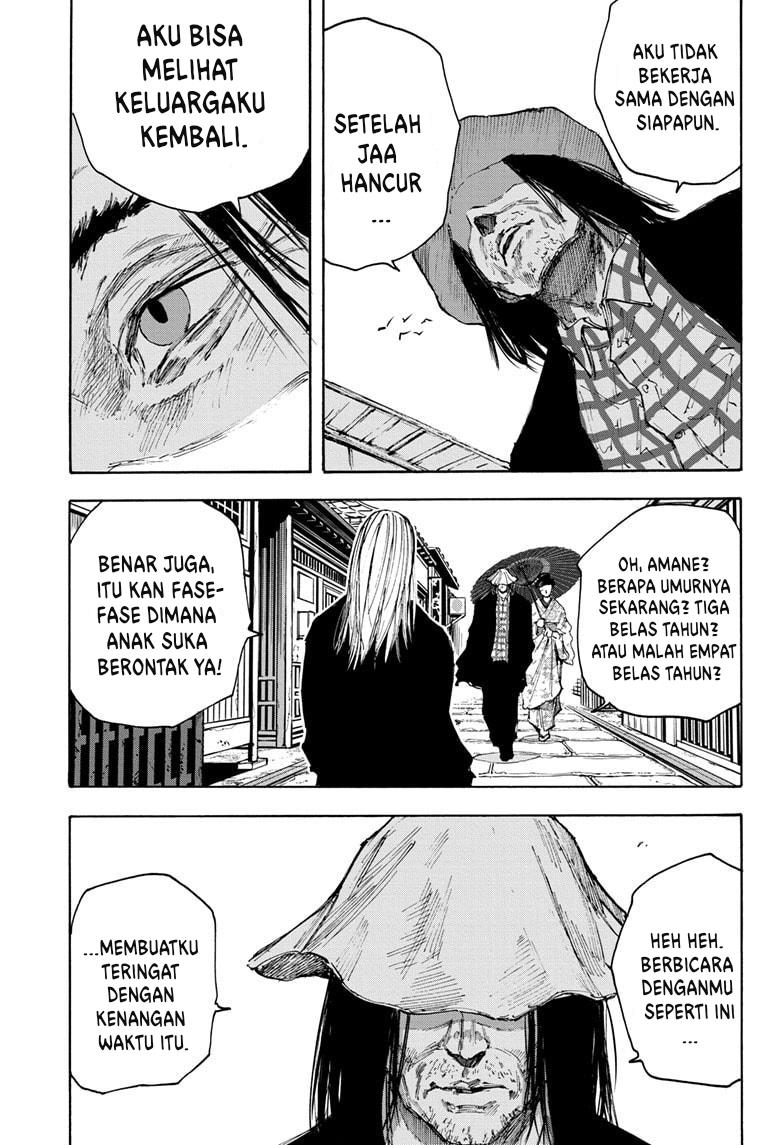 AKU TIDAK
BEKERJA
SAMA DENGAN
SIAPAPUN.
SETELAH
JAA
HANCUR
...
AKU BISA
MELIHAT
KELUARGAKU
KEMBALI.
OH, AMANE?
BERAPA UMURNYA
SEKARANG? TIGA
BELAS TAHUN?
ATAU MALAH EMPAT
BELAS TAHUN?
BENAR JUGA,
ITU KAN FASE-
FASE DIMANA
ANAK SUKA
BERONTAK YA!
HEH HEH.
BERBICARA
DENGANMU
SEPERTI INI
...
...MEMBUATKU
TERINGAT
DENGAN
KENANGAN
WAKTU ITU.